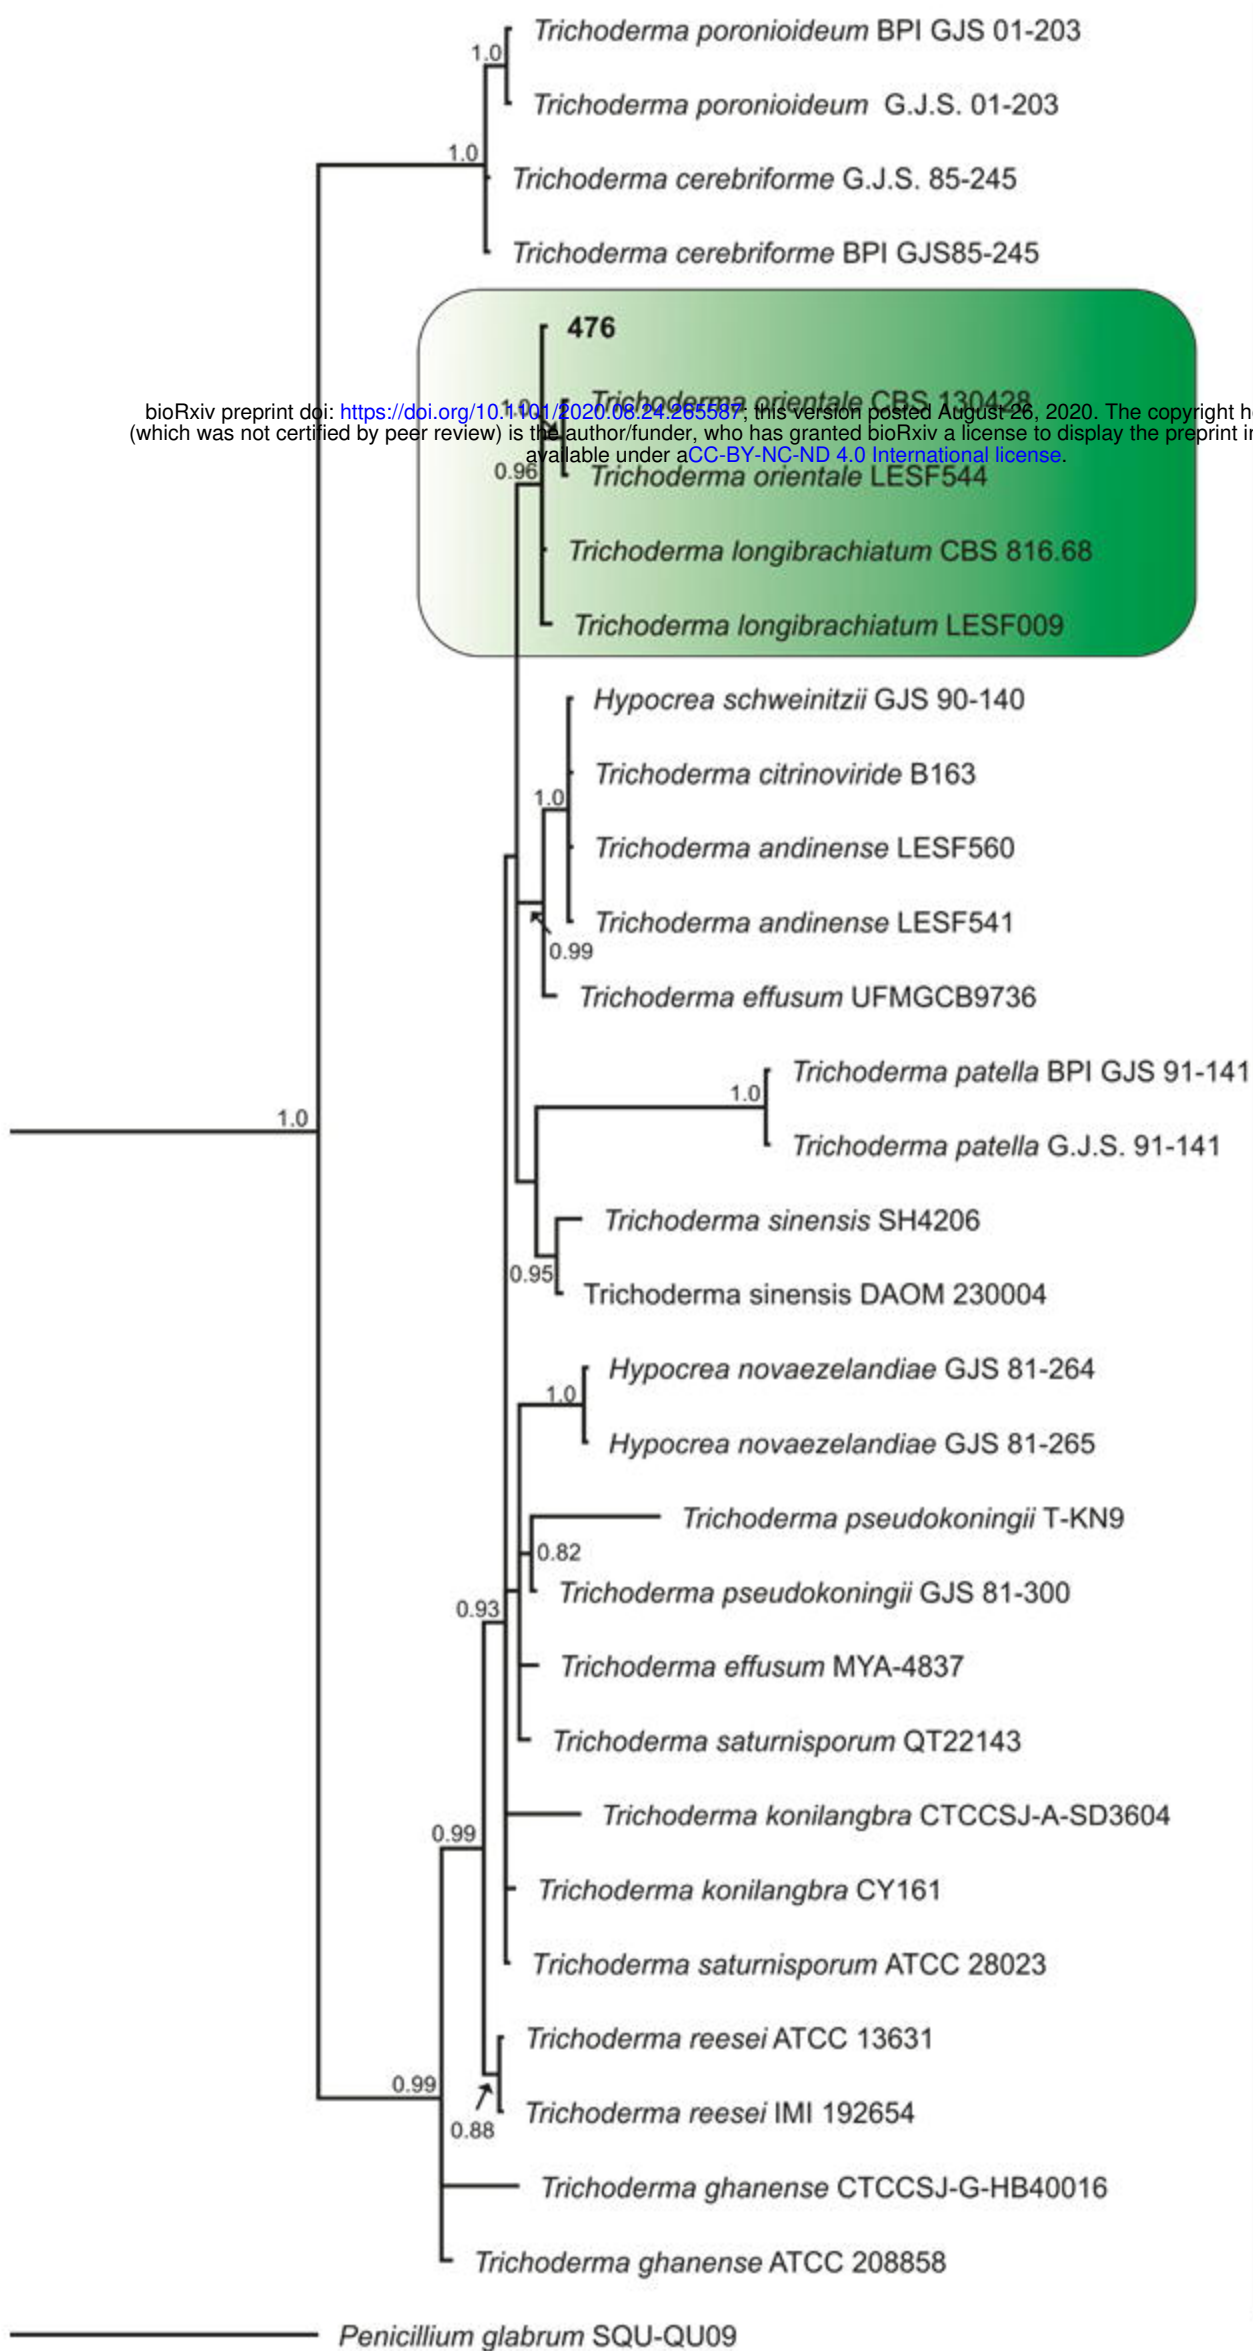 Trichoderma poronioideum BPI GJS 01-203
1.0
Trichoderma poronioideum G.J.S. 01-203
1.0
Trichoderma cerebriforme G.J.S. 85-245
Trichoderma cerebriforme BPI GJS85-245
476
Trichoderma orientale CBS 130428
1.0
bioRxiv preprint doi: https://doi.org/10.1101/2020.08.24.265587; this version posted August 26, 2020. The copyright h
(which was not certified by peer review) is the author/funder, who has granted bioRxiv a license to display the preprint i
available under aCC-BY-NC-ND 4.0 International license.
0.96
Trichoderma orientale LESF544
Trichoderma longibrachiatum CBS 816.68
Trichoderma longibrachiatum LESF009
Hypocrea schweinitzii GJS 90-140
Trichoderma citrinoviride B163
1.0
Trichoderma andinense LESF560
Trichoderma andinense LESF541
0.99
Trichoderma effusum UFMGCB9736
Trichoderma patella BPI GJS 91-141
1.0
1.0
Trichoderma patella G.J.S. 91-141
Trichoderma sinensis SH4206
0.95
Trichoderma sinensis DAOM 230004
Hypocrea novaezelandiae GJS 81-264
1.0
Hypocrea novaezelandiae GJS 81-265
Trichoderma pseudokoningii T-KN9
0.82
Trichoderma pseudokoningii GJS 81-300
0.93
Trichoderma effusum MYA-4837
Trichoderma saturnisporum QT22143
Trichoderma konilangbra CTCCSJ-A-SD3604
0.99
Trichoderma konilangbra CY161
Trichoderma saturnisporum ATCC 28023
Trichoderma reesei ATCC 13631
0.99
Trichoderma reesei IMI 192654
0.88
Trichoderma ghanense CTCCSJ-G-HB40016
Trichoderma ghanense ATCC 208858
Penicillium glabrum SQU-QU09